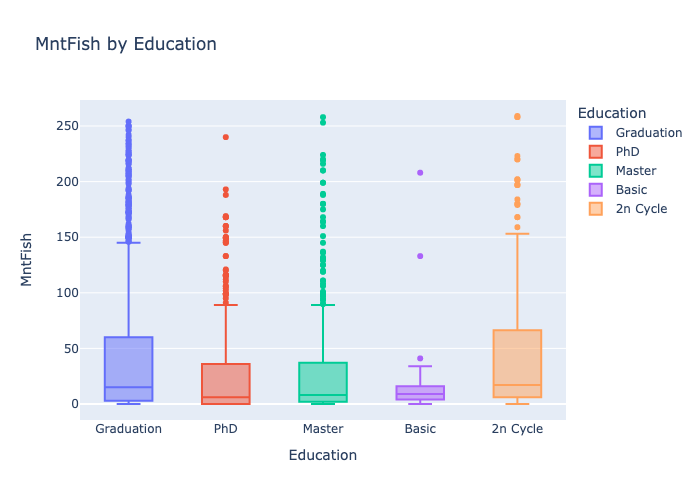 MntFish by Education
250
200
150
100
50
0
MntFish
Graduation
PhD
Master
Basic
2n Cycle
Education
Education
Graduation
PhD
Master
Basic
2n Cycle